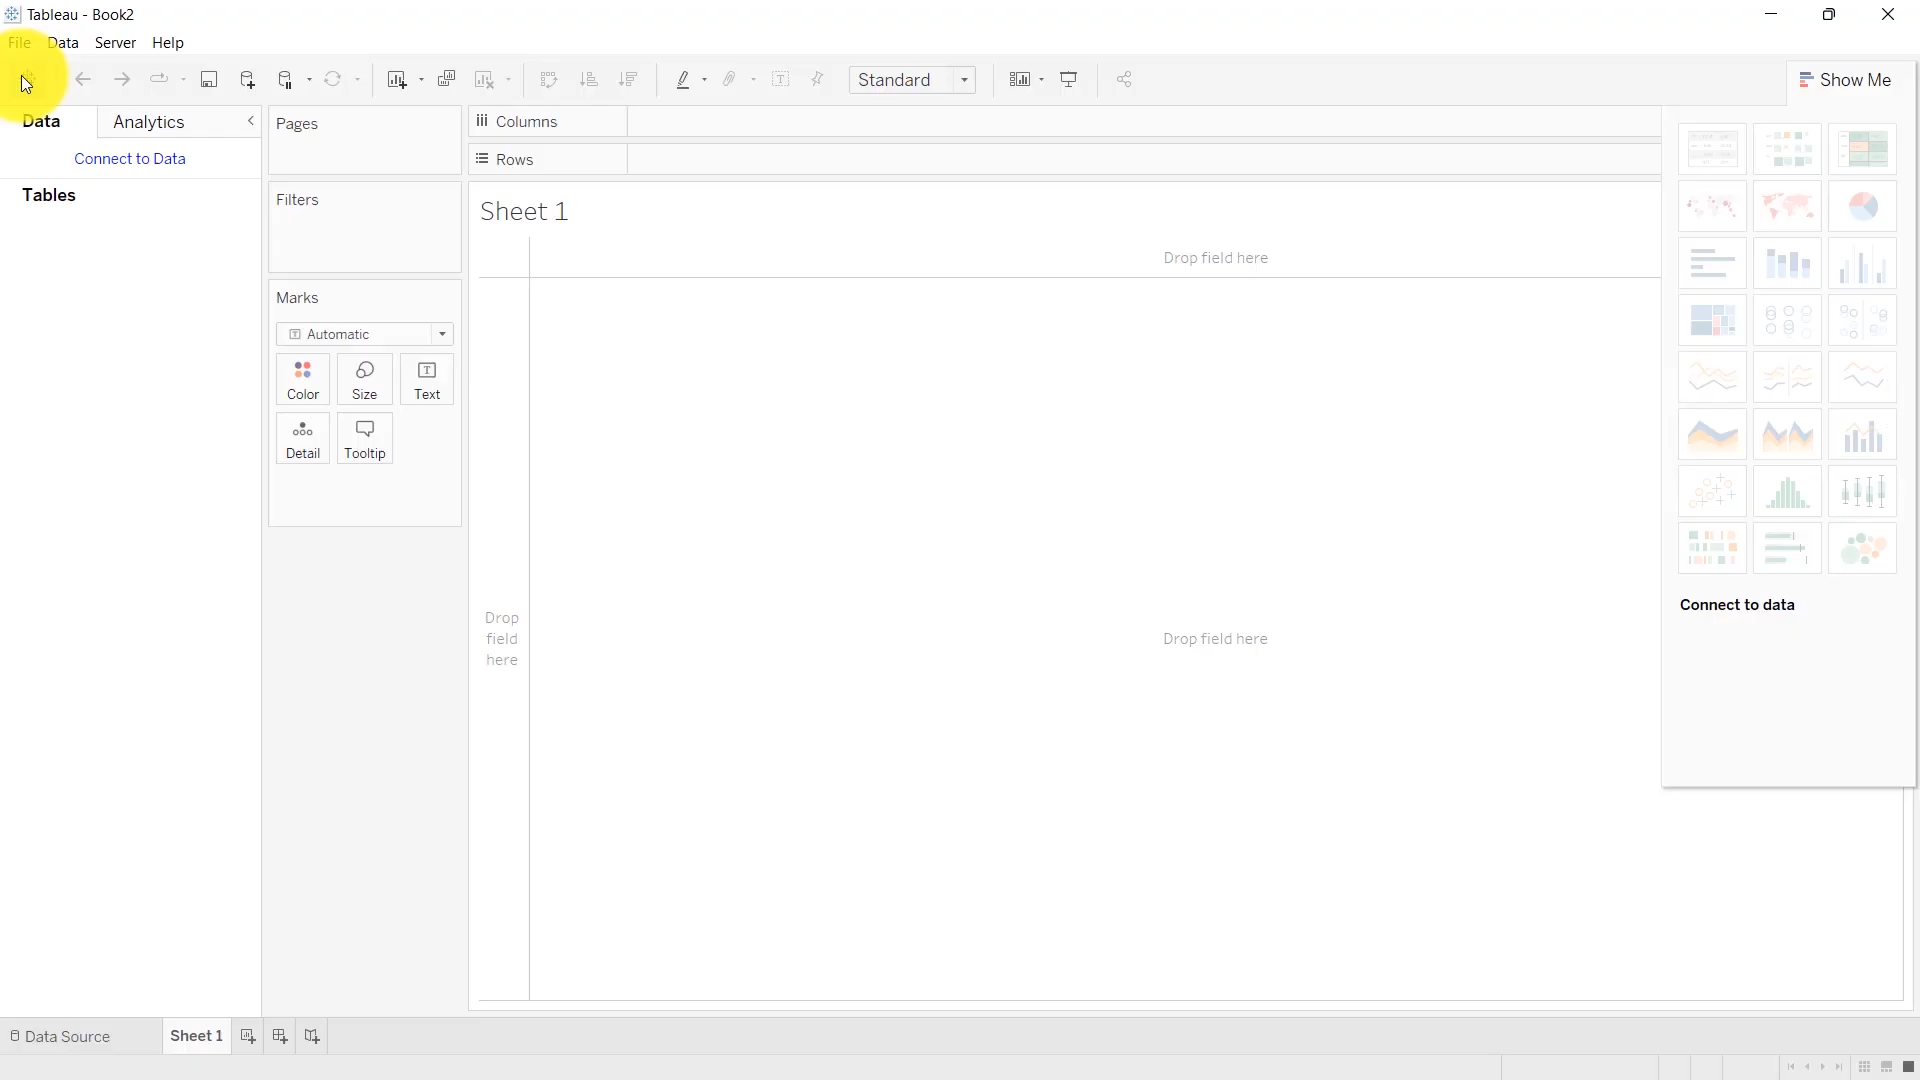 Tableau - Book2
File Data Server Help
Standard
Show Me
Data
Analytics
Pages
Columns
Connect to Data
Rows
Tables
Filters
Sheet 1
Drop field here
Marks
Automatic
Color
Size
Text
Detail
Tooltip
Connect to data
Drop
field
here
Drop field here
Data Source
Sheet 1